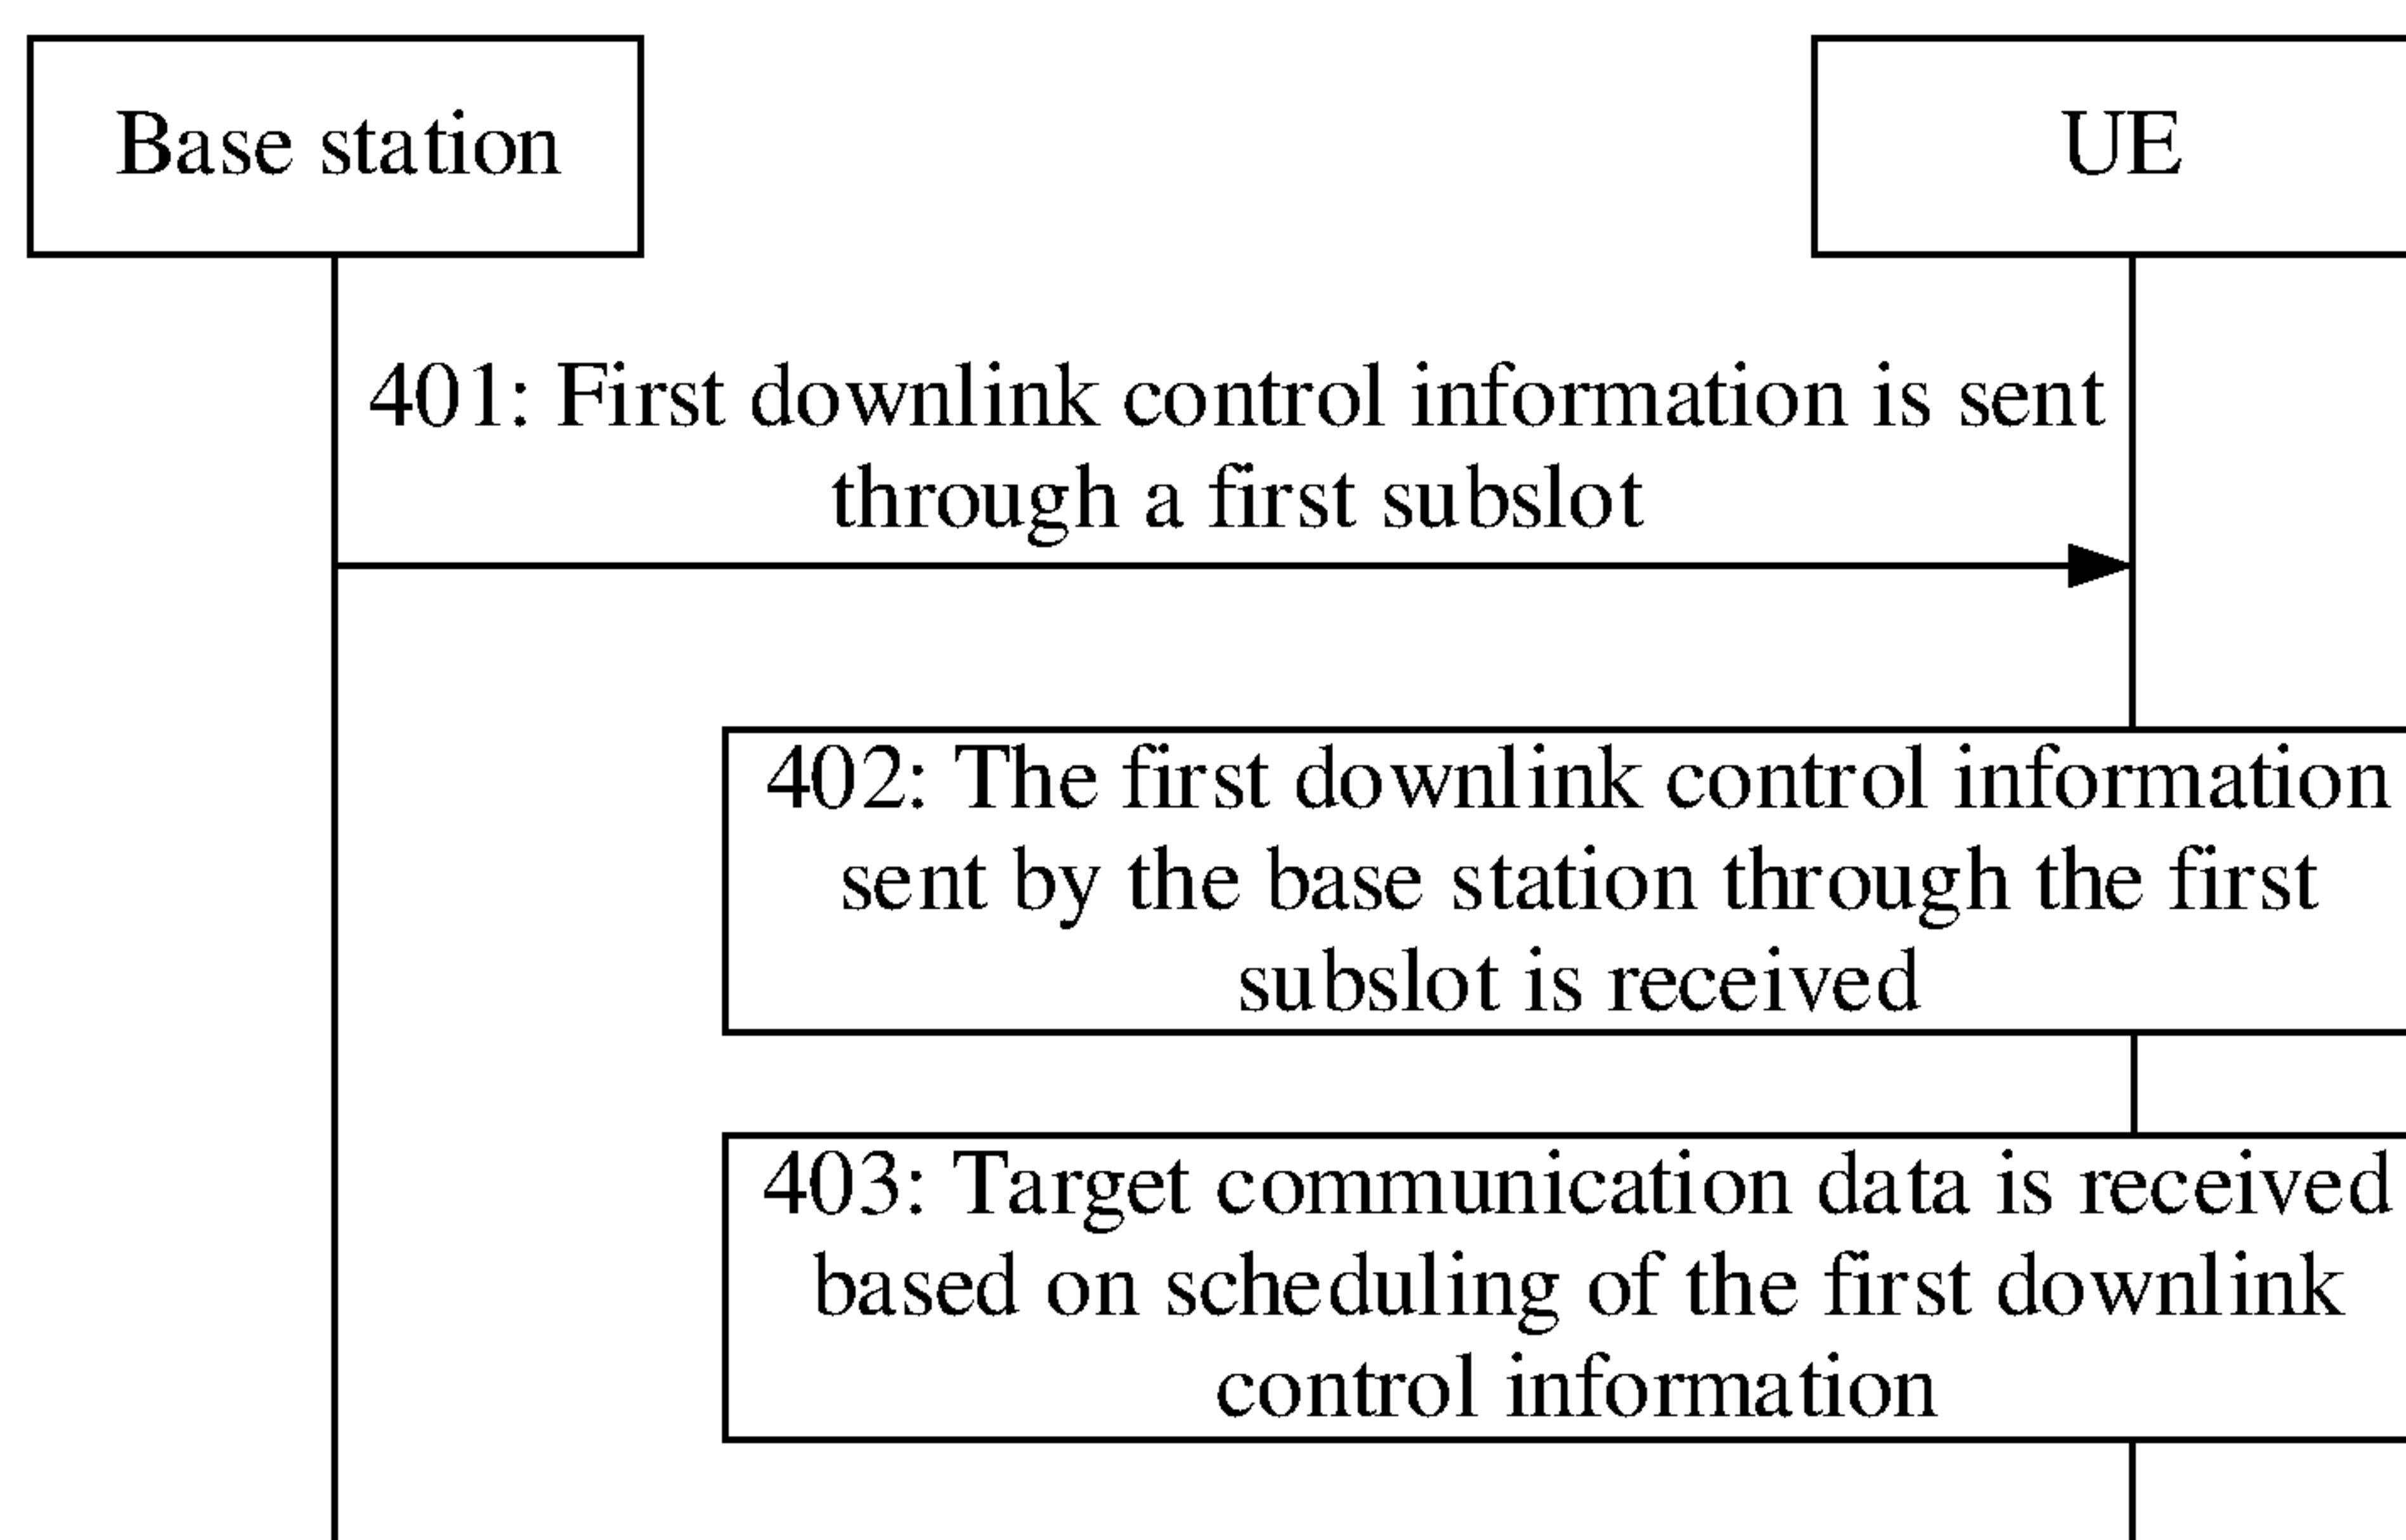 Base station
UE
401: First downlink control information is sent
through a first subslot
402: The first downlink control information
sent by the base station through the first
subslot is received
403: Target communication data is received
based on scheduling of the first downlink
control information